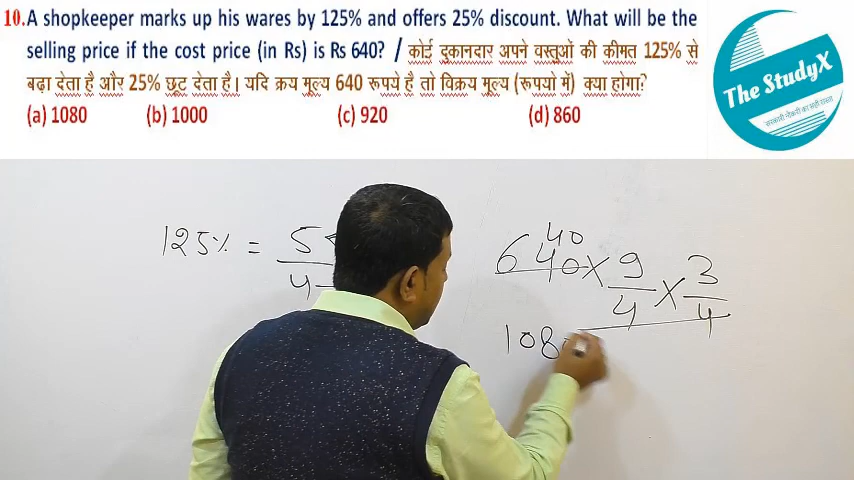 10.A shopkeeper marks up his wares by 125% and offers 25% discount. What will be the
selling price if the cost price (in Rs) is Rs 640? / कोई दुकानदार अपने वस्तुओं की कीमत 125% से
बढ़ा देता है और 25% छूट देता है। यदि क्रय मूल्य 640 रूपये है तो विक्रय मूल्य (रूपयो में) क्या होगा?
(a) 1080 (b) 1000 (c) 920 (d) 860
The StudyX
सरकारी नौकरी का सही रास्ता
125% = 5/4
40
640 × 9/4 × 3/4
108